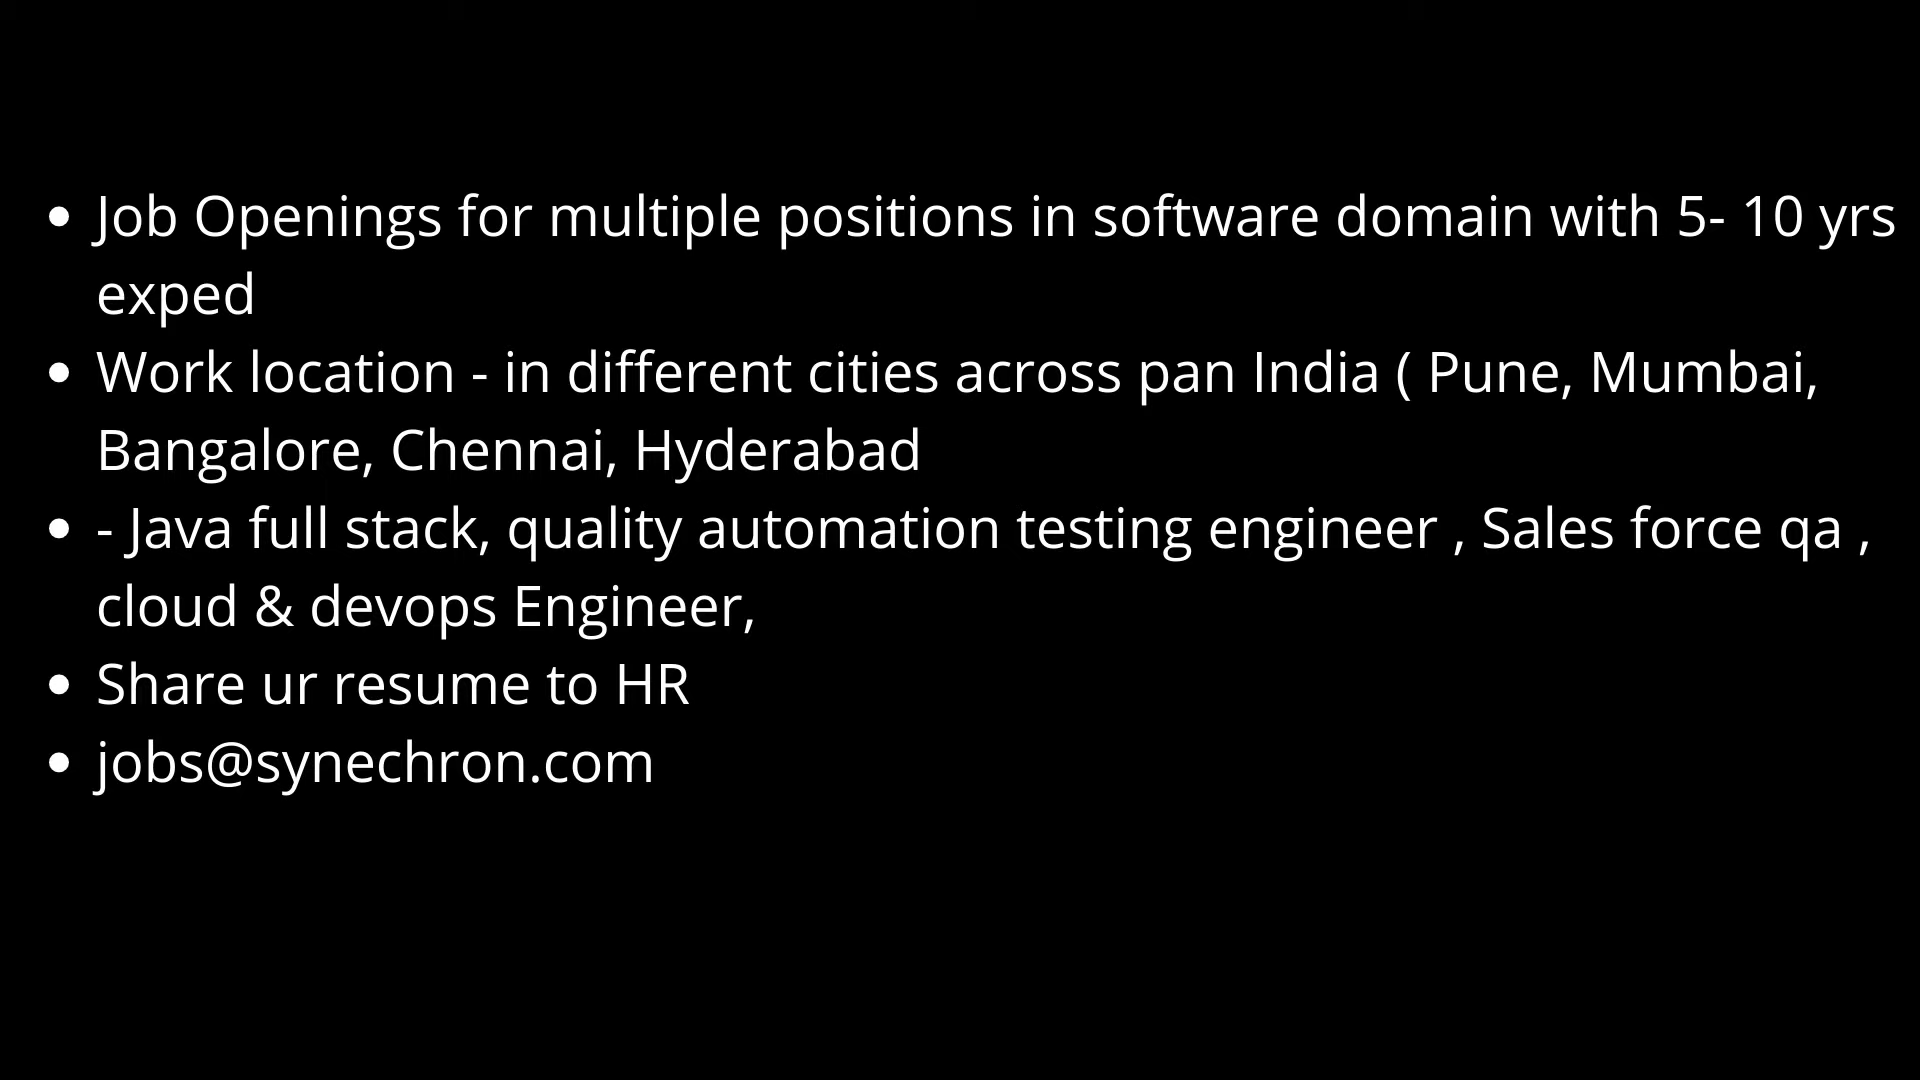 • Job Openings for multiple positions in software domain with 5- 10 yrs
exped
• Work location - in different cities across pan India ( Pune, Mumbai,
Bangalore, Chennai, Hyderabad
• - Java full stack, quality automation testing engineer , Sales force qa ,
cloud & devops Engineer,
• Share ur resume to HR
• jobs@synechron.com